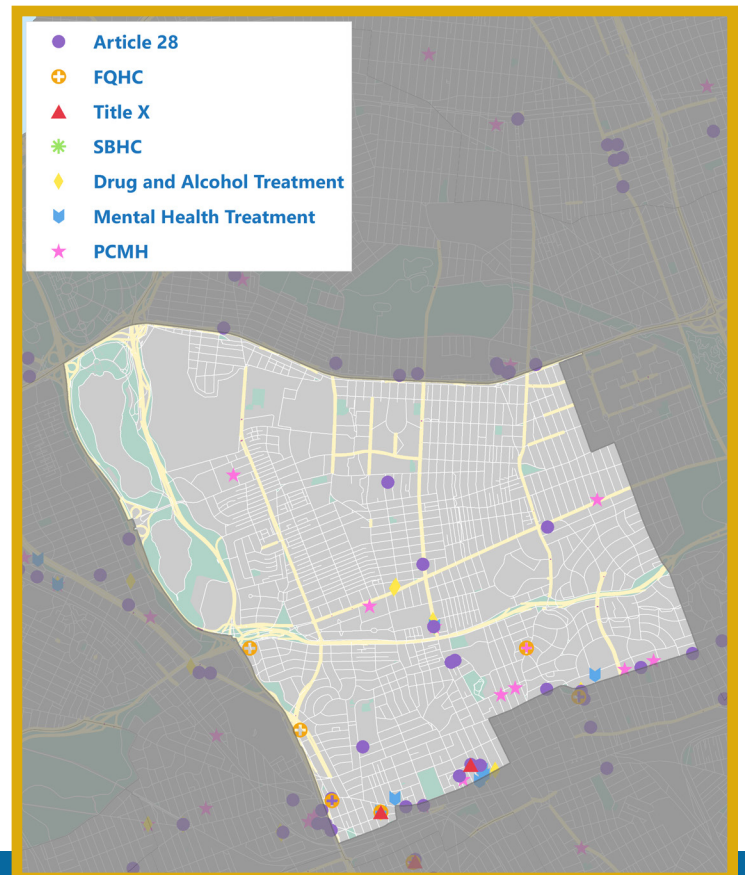 Article 28
FQHC
Title X
SBHC
Drug and Alcohol Treatment
Mental Health Treatment
PCMH